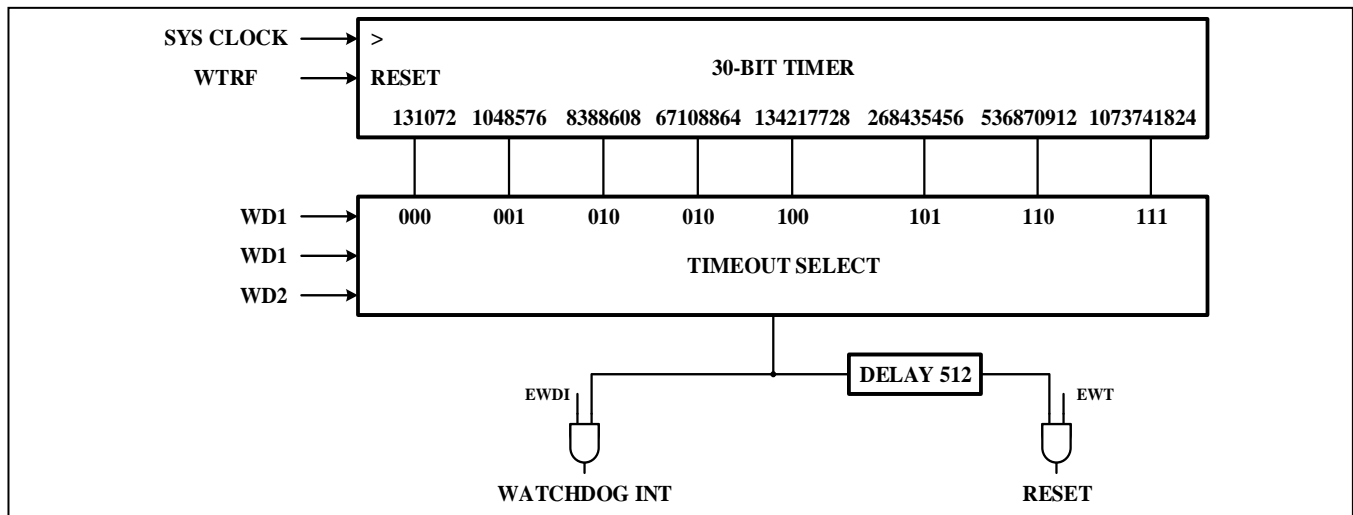 SYS CLOCK >
30-BIT TIMER
WTRF RESET
131072 1048576 8388608 67108864 134217728 268435456 536870912 1073741824
WD1 000 001 010 010 100 101 110 111
WD1
TIMEOUT SELECT
WD2
DELAY 512
EWDI EWT
WATCHDOG INT RESET